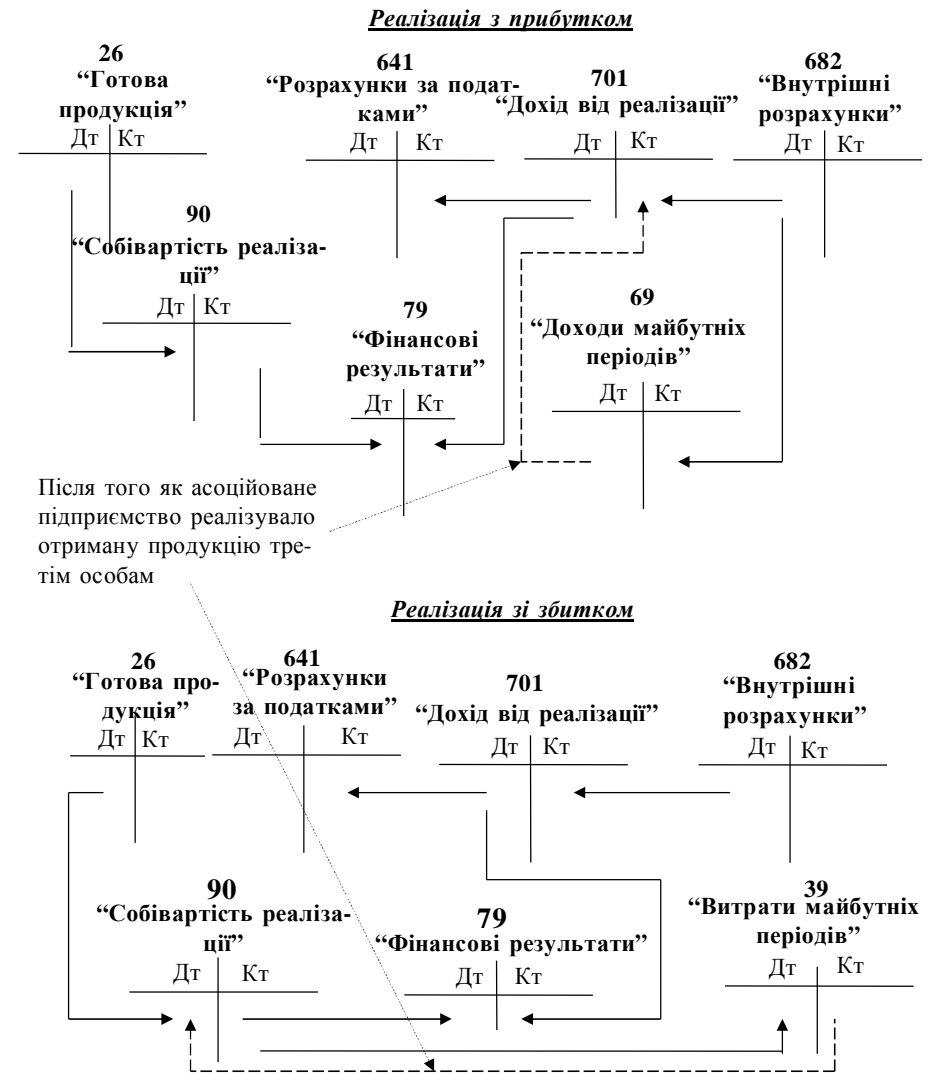 Реалізація з прибутком
26
“Готова
продукція”
Дт Кт
641
“Розрахунки за подат-
ками”
Дт Кт
701
“Дохід від реалізації”
Дт Кт
682
“Внутрішні
розрахунки”
Дт Кт
90
“Собівартість реаліза-
ції”
Дт Кт
79
“Фінансові
результати”
Дт Кт
69
“Доходи майбутніх
періодів”
Дт Кт
Після того як асоційоване
підприємство реалізувало
отриману продукцію тре-
тім особам
Реалізація зі збитком
26
“Готова про-
дукція”
Дт Кт
641
“Розрахунки
за податками”
Дт Кт
701
“Дохід від реалізації”
Дт Кт
682
“Внутрішні
розрахунки”
Дт Кт
90
“Собівартість реаліза-
ції”
Дт Кт
79
“Фінансові результати”
Дт Кт
39
“Витрати майбутніх
періодів”
Дт Кт